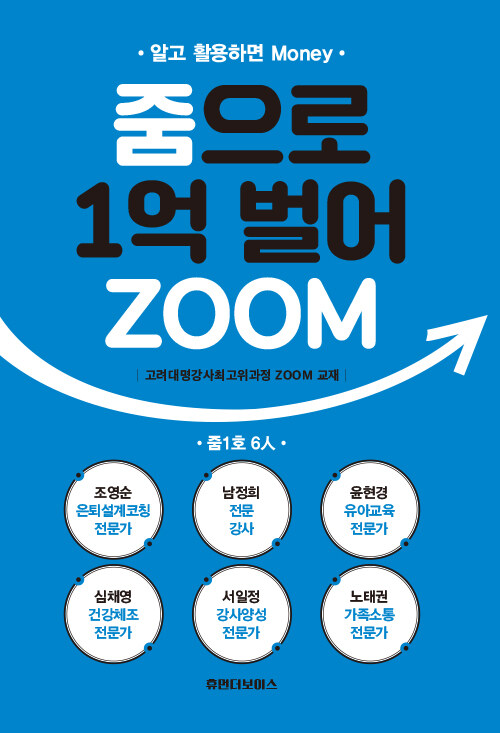 • 알고 활용하면 Money •
줌으로
1억 벌어
ZOOM
| 고려대명강사최고위과정 ZOOM 교재 |
• 줌1호 6人 •
조영순
은퇴설계코칭
전문가
남정희
전문
강사
윤현경
유아교육
전문가
심채영
건강체조
전문가
서일정
강사양성
전문가
노태권
가족소통
전문가
휴먼더보이스